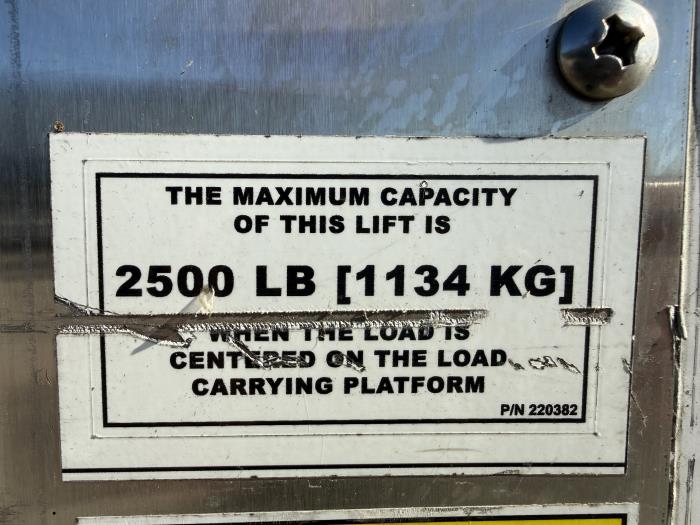 THE MAXIMUM CAPACITY
OF THIS LIFT IS
2500 LB [1134 KG]
WHEN THE LOAD IS
CENTERED ON THE LOAD
CARRYING PLATFORM
P/N 220382